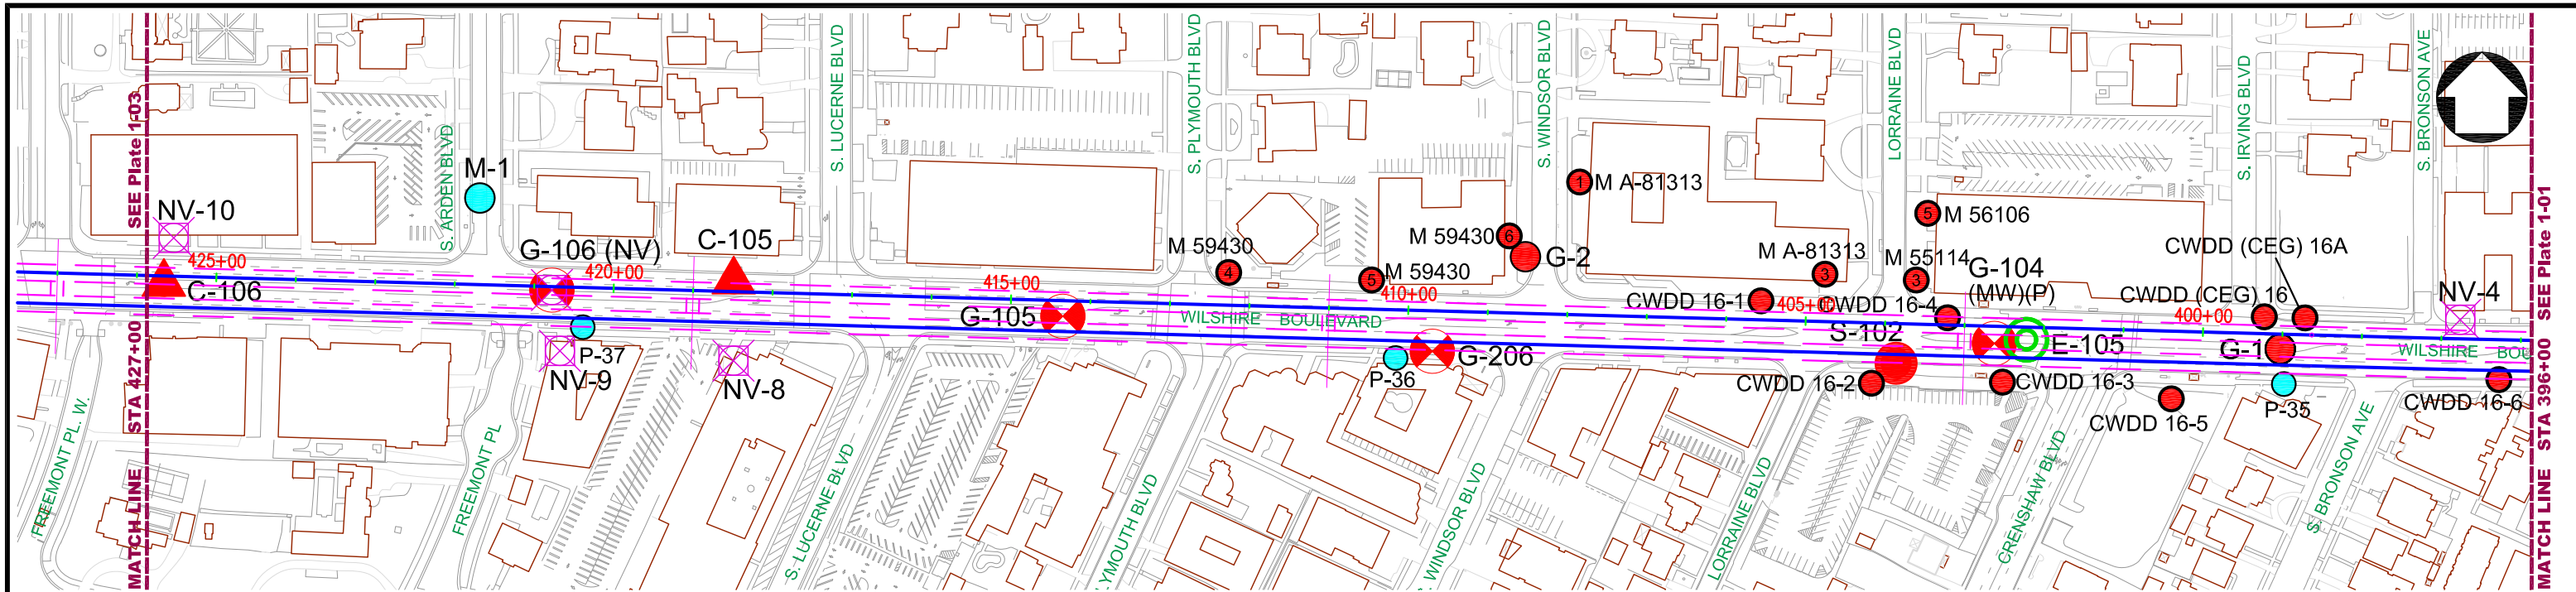 MATCH LINE STA 427+00 SEE Plate 1-03
FREEMONT PL. W.
NV-10
425+00
C-106
S. ARDEN BLVD
M-1
FREEMONT PL
G-106 (NV)
420+00
P-37
NV-9
C-105
NV-8
S. LUCERNE BLVD
S. LUCERNE BLVD
415+00
G-105
S. PLYMOUTH BLVD
YMOUTH BLVD
M 59430
4
WILSHIRE BOULEVARD
5
M 59430
410+00
M 59430
6
G-2
P-36
G-206
S. WINDSOR BLVD
WINDSOR BLVD
1
M A-81313
M A-81313
3
CWDD 16-1
405+00
CWDD 16-4
S-102
CWDD 16-2
LORRAINE BLVD
LORRAINE BLVD
5
M 56106
M 55114
3
G-104
(MW)(P)
E-105
CWDD 16-3
CRENSHAW BLVD
CWDD 16-5
CWDD (CEG) 16A
CWDD (CEG) 16
400+00
G-1
P-35
S. IRVING BLVD
S. BRONSON AVE
S. BRONSON AVE
NV-4
WILSHIRE BOU
CWDD 16-6
MATCH LINE STA 396+00 SEE Plate 1-01